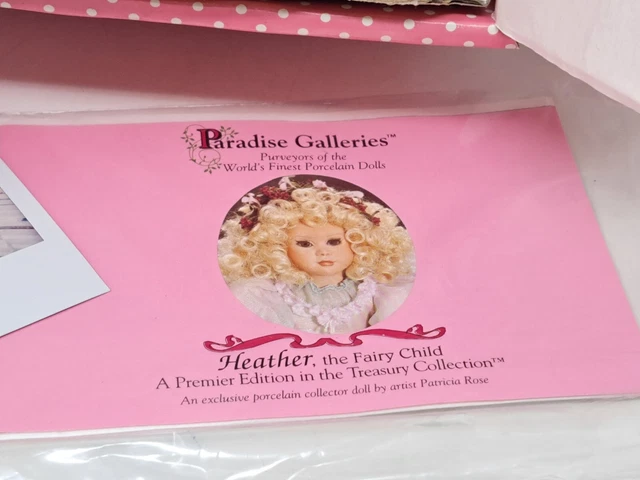 Paradise Galleries™
Purveyors of the
World's Finest Porcelain Dolls
Heather, the Fairy Child
A Premier Edition in the Treasury Collection™
An exclusive porcelain collector doll by artist Patricia Rose